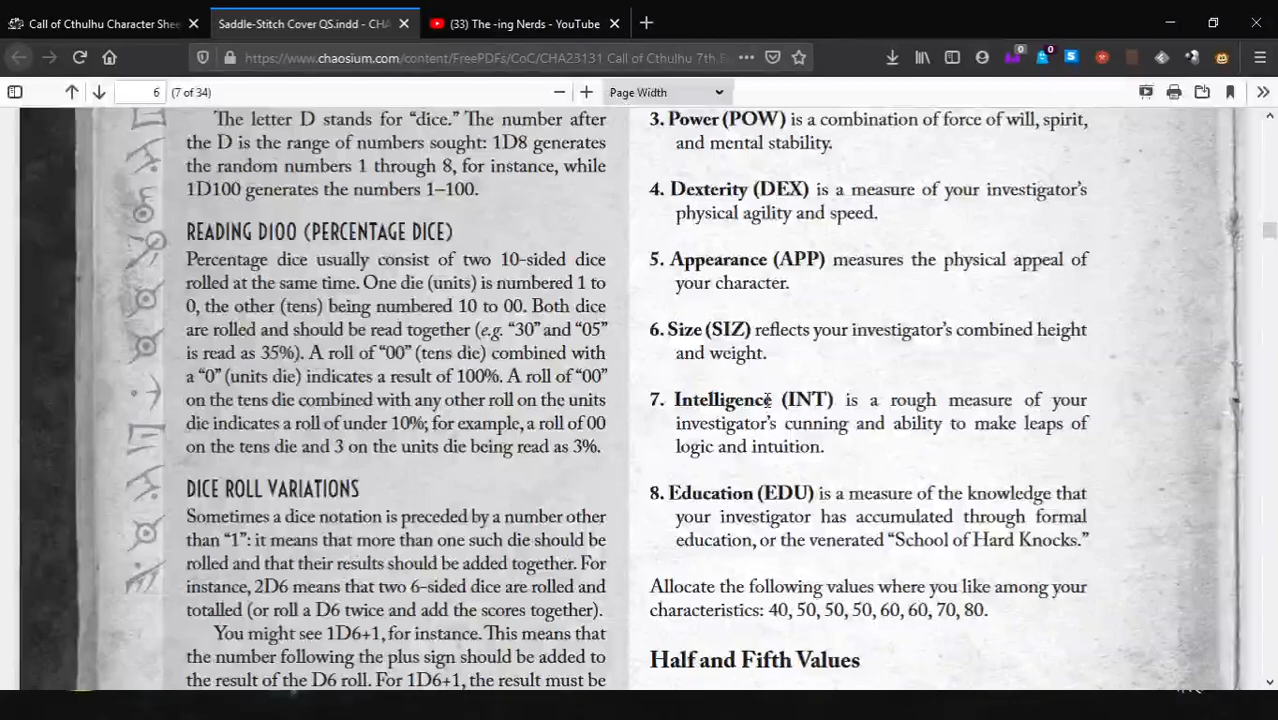 Call of Cthulhu Character Shee
Saddle-Stitch Cover QS.indd - CHA
(33) The -ing Nerds - YouTube
https://www.chaosium.com/content/FreePDFs/CoC/CHA23131 Call of Cthulhu 7th E
0
0
6
(7 of 34)
Page Width
The letter D stands for “dice.” The number after
the D is the range of numbers sought: 1D8 generates
the random numbers 1 through 8, for instance, while
1D100 generates the numbers 1–100.
READING D100 (PERCENTAGE DICE)
Percentage dice usually consist of two 10-sided dice
rolled at the same time. One die (units) is numbered 1 to
0, the other (tens) being numbered 10 to 00. Both dice
are rolled and should be read together (e.g. “30” and “05”
is read as 35%). A roll of “00” (tens die) combined with
a “0” (units die) indicates a result of 100%. A roll of “00”
on the tens die combined with any other roll on the units
die indicates a roll of under 10%; for example, a roll of 00
on the tens die and 3 on the units die being read as 3%.
DICE ROLL VARIATIONS
Sometimes a dice notation is preceded by a number other
than “1”: it means that more than one such die should be
rolled and that their results should be added together. For
instance, 2D6 means that two 6-sided dice are rolled and
totalled (or roll a D6 twice and add the scores together).
You might see 1D6+1, for instance. This means that
the number following the plus sign should be added to
the result of the D6 roll. For 1D6+1, the result must be
3. Power (POW) is a combination of force of will, spirit,
and mental stability.
4. Dexterity (DEX) is a measure of your investigator’s
physical agility and speed.
5. Appearance (APP) measures the physical appeal of
your character.
6. Size (SIZ) reflects your investigator’s combined height
and weight.
7. Intelligence (INT) is a rough measure of your
investigator’s cunning and ability to make leaps of
logic and intuition.
8. Education (EDU) is a measure of the knowledge that
your investigator has accumulated through formal
education, or the venerated “School of Hard Knocks.”
Allocate the following values where you like among your
characteristics: 40, 50, 50, 50, 60, 60, 70, 80.
Half and Fifth Values